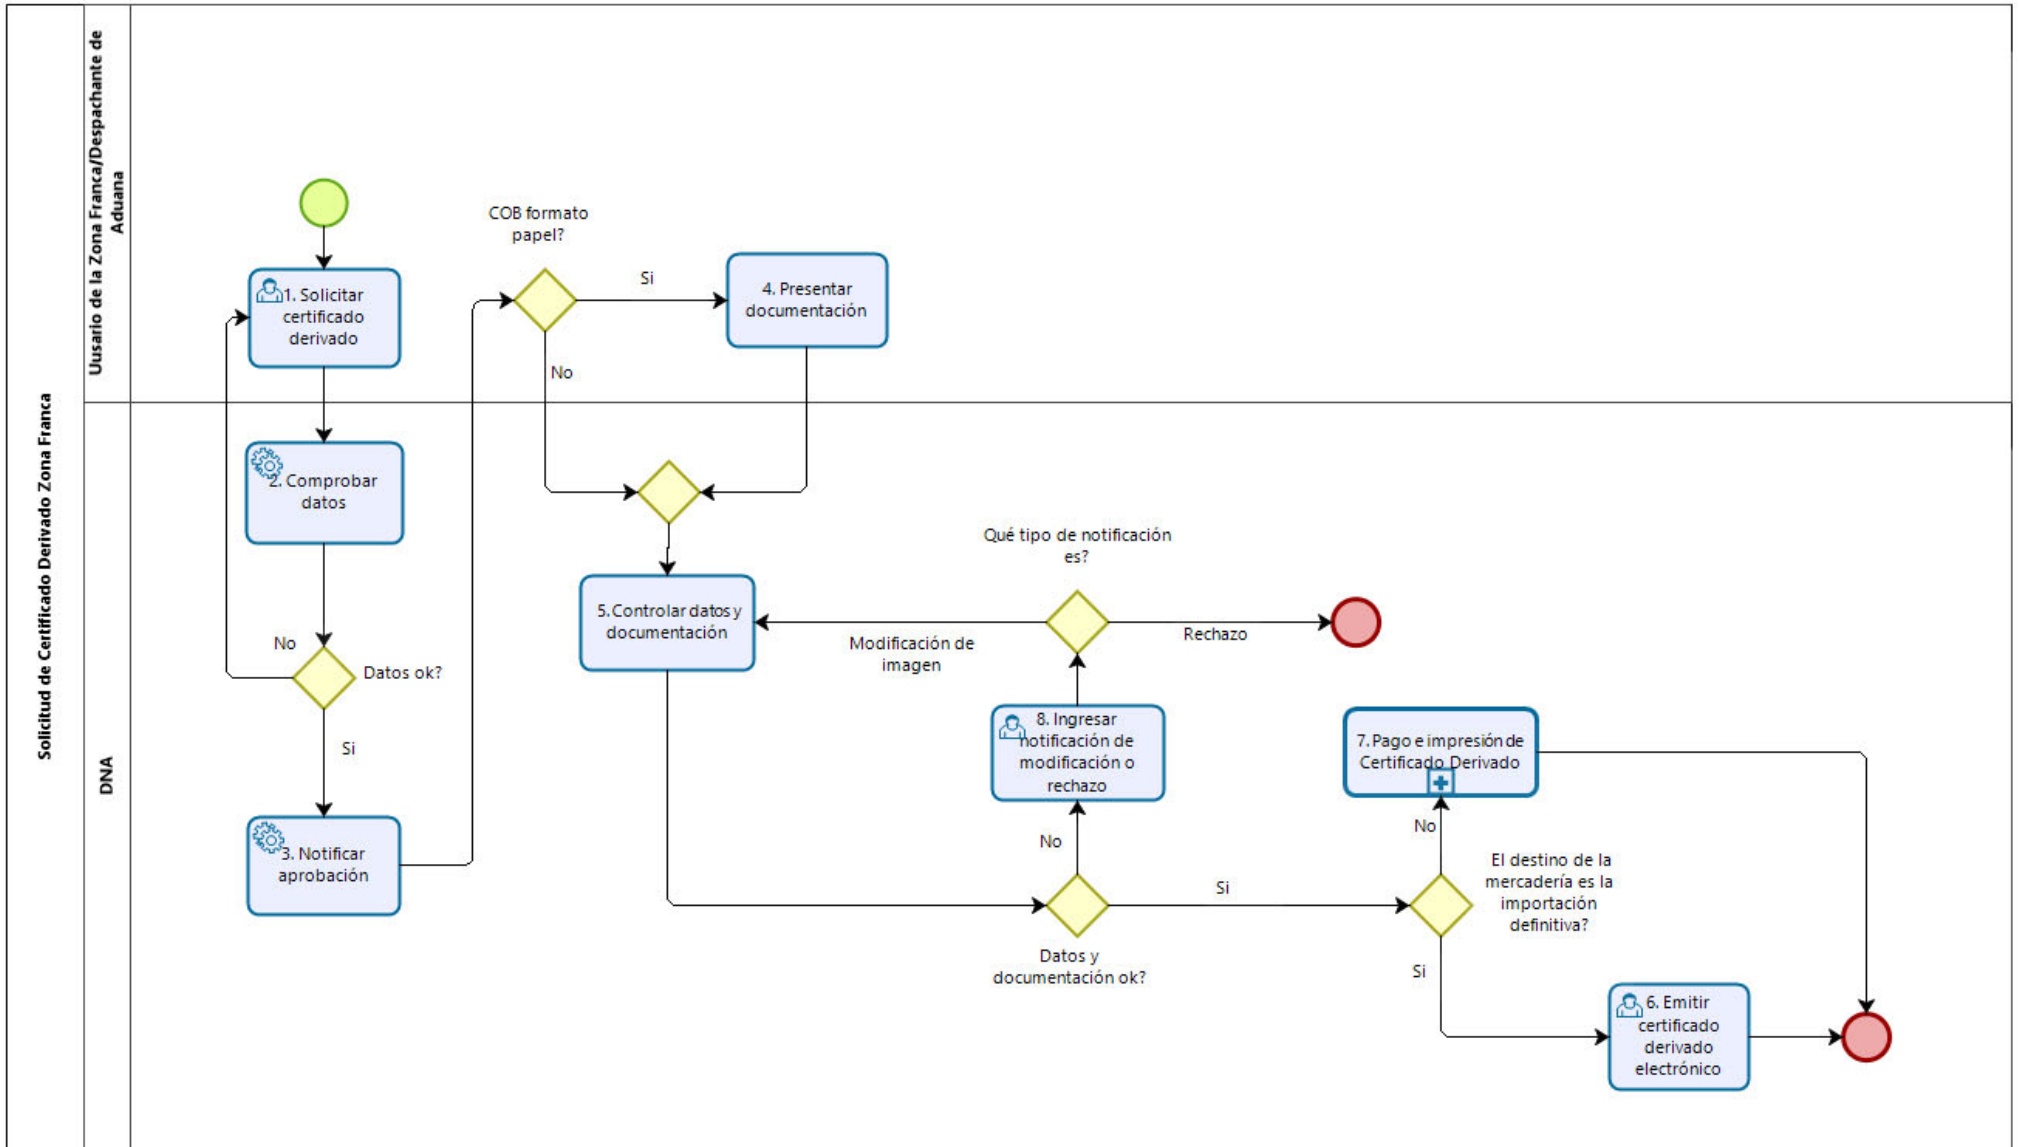 Solicitud de Certificado Derivado Zona Franca
Uusario de la Zona Franca/Despachante de
Aduana
DNA
1. Solicitar
certificado
derivado
COB formato
papel?
Si
No
4. Presentar
documentación
2. Comprobar
datos
No
Datos ok?
Si
3. Notificar
aprobación
5. Controlar datos y
documentación
Qué tipo de notificación
es?
Modificación de
imagen
Rechazo
8. Ingresar
notificación de
modificación o
rechazo
No
Datos y
documentación ok?
Si
7. Pago e impresión de
Certificado Derivado
No
El destino de la
mercadería es la
importación
definitiva?
Si
6. Emitir
certificado
derivado
electrónico